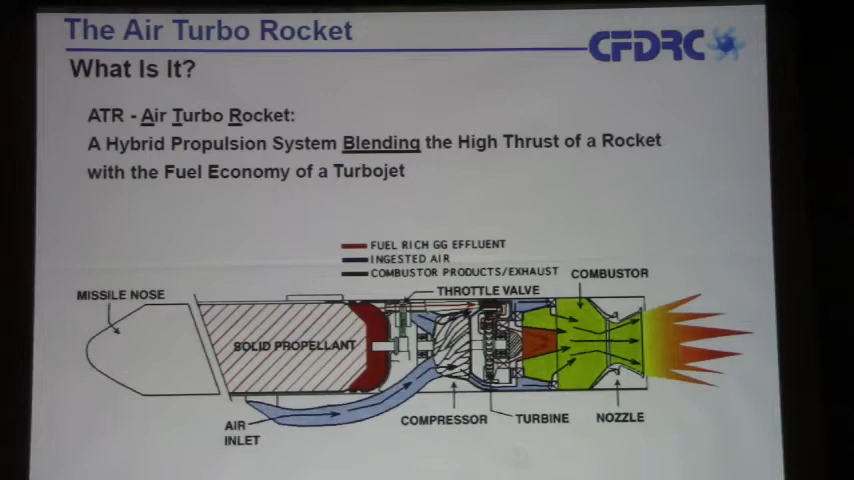 The Air Turbo Rocket
CFDRC
What Is It?
ATR - Air Turbo Rocket:
A Hybrid Propulsion System Blending the High Thrust of a Rocket
with the Fuel Economy of a Turbojet
FUEL RICH GG EFFLUENT
INGESTED AIR
COMBUSTOR PRODUCTS/EXHAUST
COMBUSTOR
MISSILE NOSE
THROTTLE VALVE
SOLID PROPELLANT
AIR
INLET
COMPRESSOR
TURBINE
NOZZLE